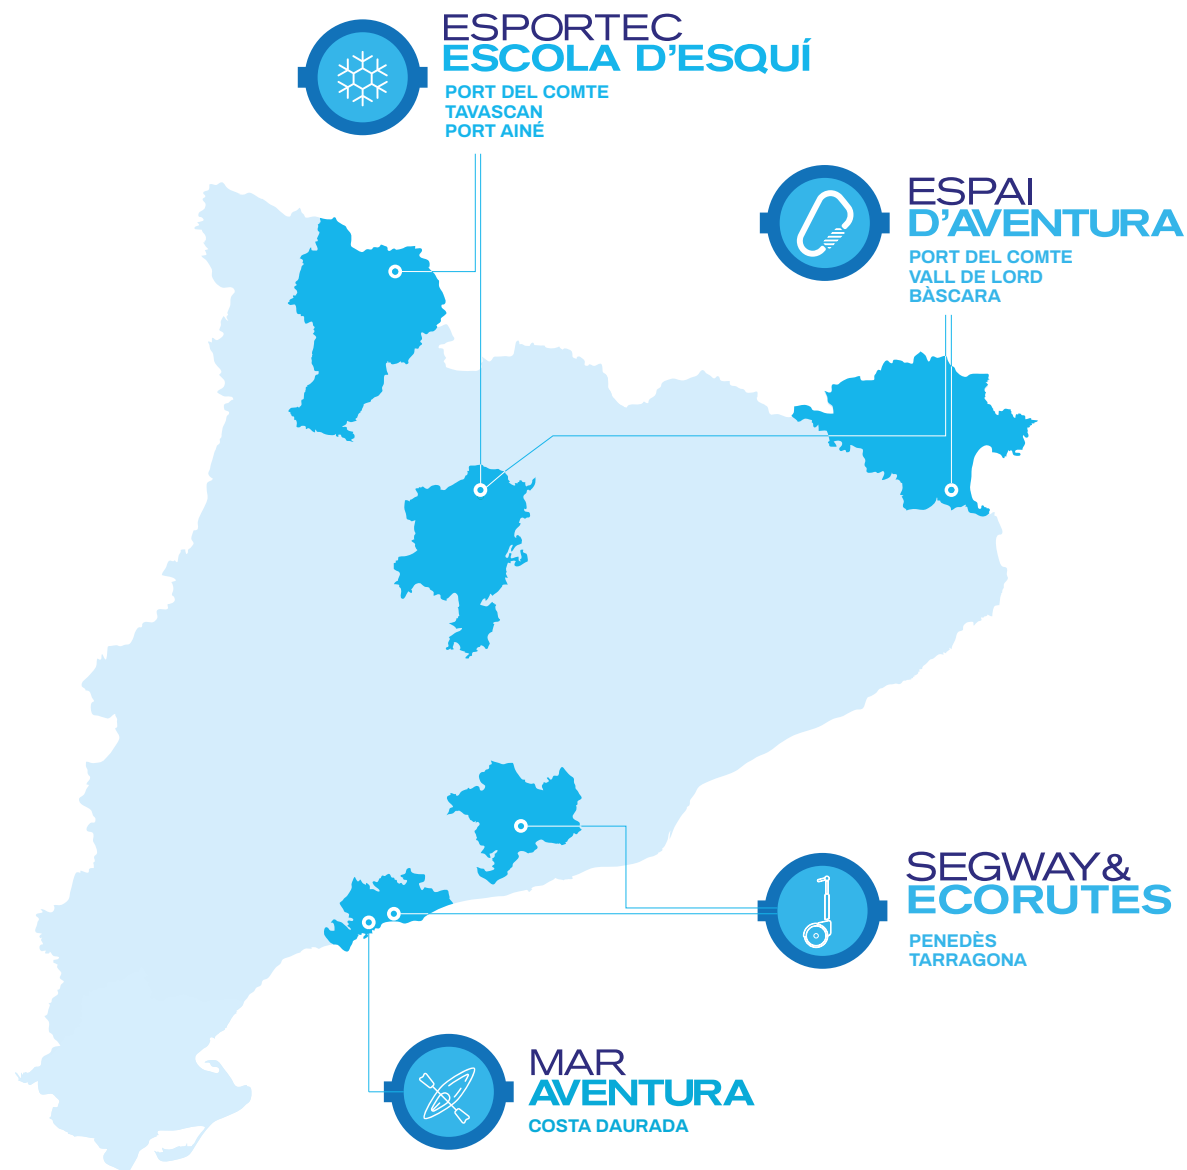 ESPORTEC
ESCOLA D'ESQUÍ
PORT DEL COMTE
TAVASCAN
PORT AINÉ
ESPAI
D'AVENTURA
PORT DEL COMTE
VALL DE LORD
BÀSCARA
SEGWAY&
ECORUTES
PENEDÈS
TARRAGONA
MAR
AVENTURA
COSTA DAURADA